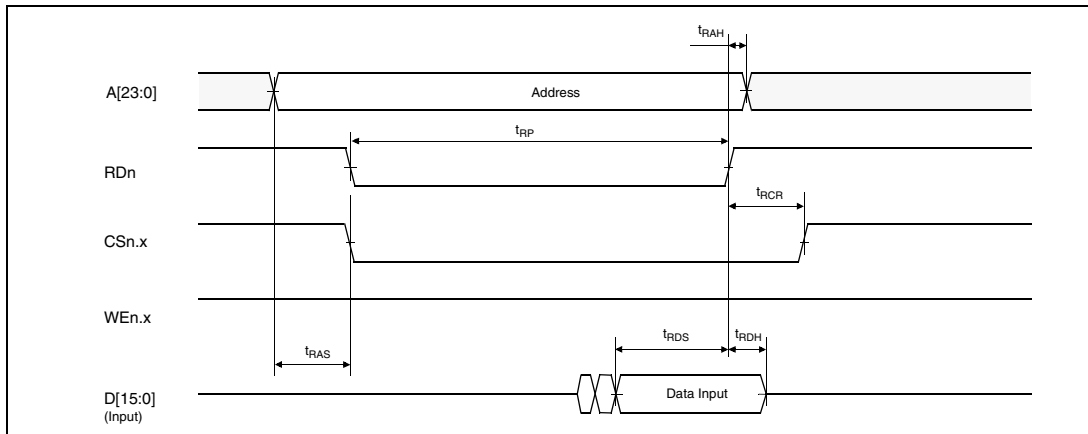 tRAH
A[23:0]
Address
tRP
RDn
tRCR
CSn.x
WEn.x
tRDS
tRDH
tRAS
D[15:0]
Data Input
(Input)